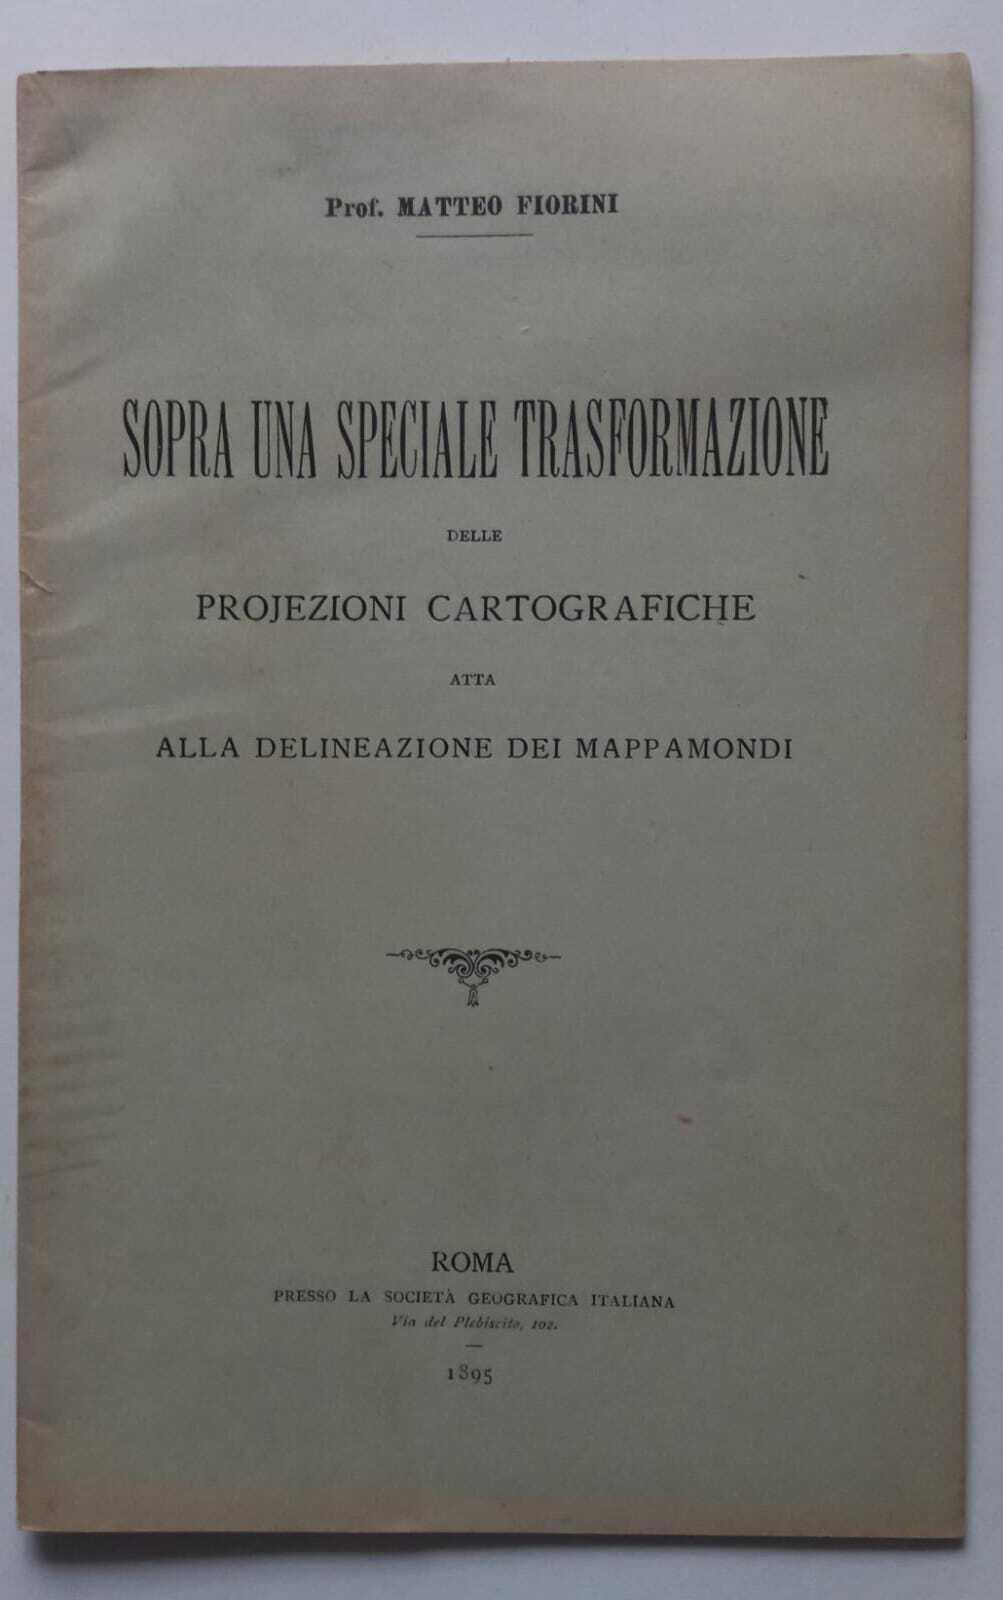 Prof. MATTEO FIORINI
SOPRA UNA SPECIALE TRASFORMAZIONE
DELLE
PROJEZIONI CARTOGRAFICHE
ATTA
ALLA DELINEAZIONE DEI MAPPAMONDI
ROMA
PRESSO LA SOCIETÀ GEOGRAFICA ITALIANA
Via del Plebiscito, 102.
1895